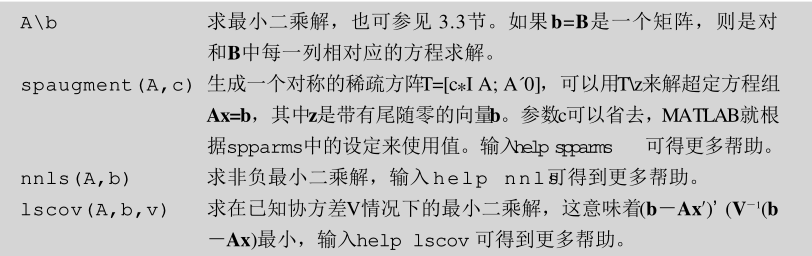 A\b 求最小二乘解，也可参见 3.3节。如果 b=B是一个矩阵，则是对
和B中每一列相对应的方程求解。
spaugment(A,c) 生成一个对称的稀疏方阵T=[c*I A; A´0]，可以用T\z来解超定方程组
Ax=b，其中z是带有尾随零的向量b。参数c可以省去，MATLAB就根
据spparms中的设定来使用值。输入help spparms 可得更多帮助。
nnls(A,b) 求非负最小二乘解，输入help nnls可得到更多帮助。
lscov(A,b,v) 求在已知协方差V情况下的最小二乘解，这意味着(b－Ax′)’ (V⁻¹(b
－Ax)最小，输入help lscov 可得到更多帮助。